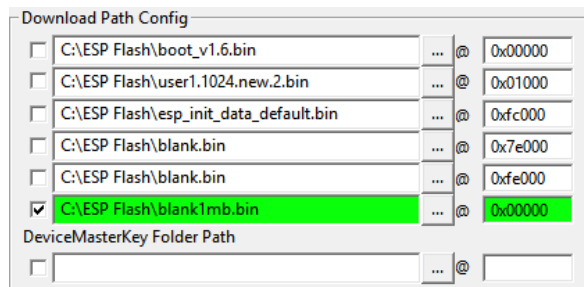 Download Path Config
C:\ESP Flash\boot_v1.6.bin ... @ 0x00000
C:\ESP Flash\user1.1024.new.2.bin ... @ 0x01000
C:\ESP Flash\esp_init_data_default.bin ... @ 0xfc000
C:\ESP Flash\blank.bin ... @ 0x7e000
C:\ESP Flash\blank.bin ... @ 0xfe000
C:\ESP Flash\blank1mb.bin ... @ 0x00000
DeviceMasterKey Folder Path
... @